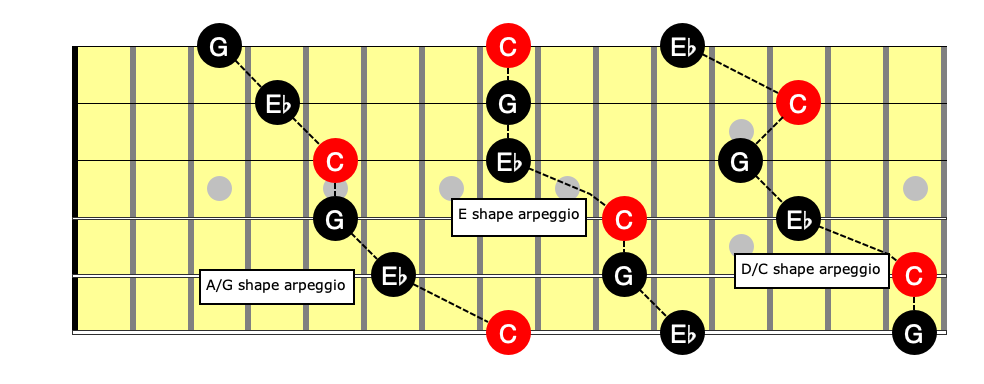 G C E♭
E♭ G C
C E♭ G
G C E♭
E shape arpeggio
D/C shape arpeggio
A/G shape arpeggio
E♭ G C
C E♭ G